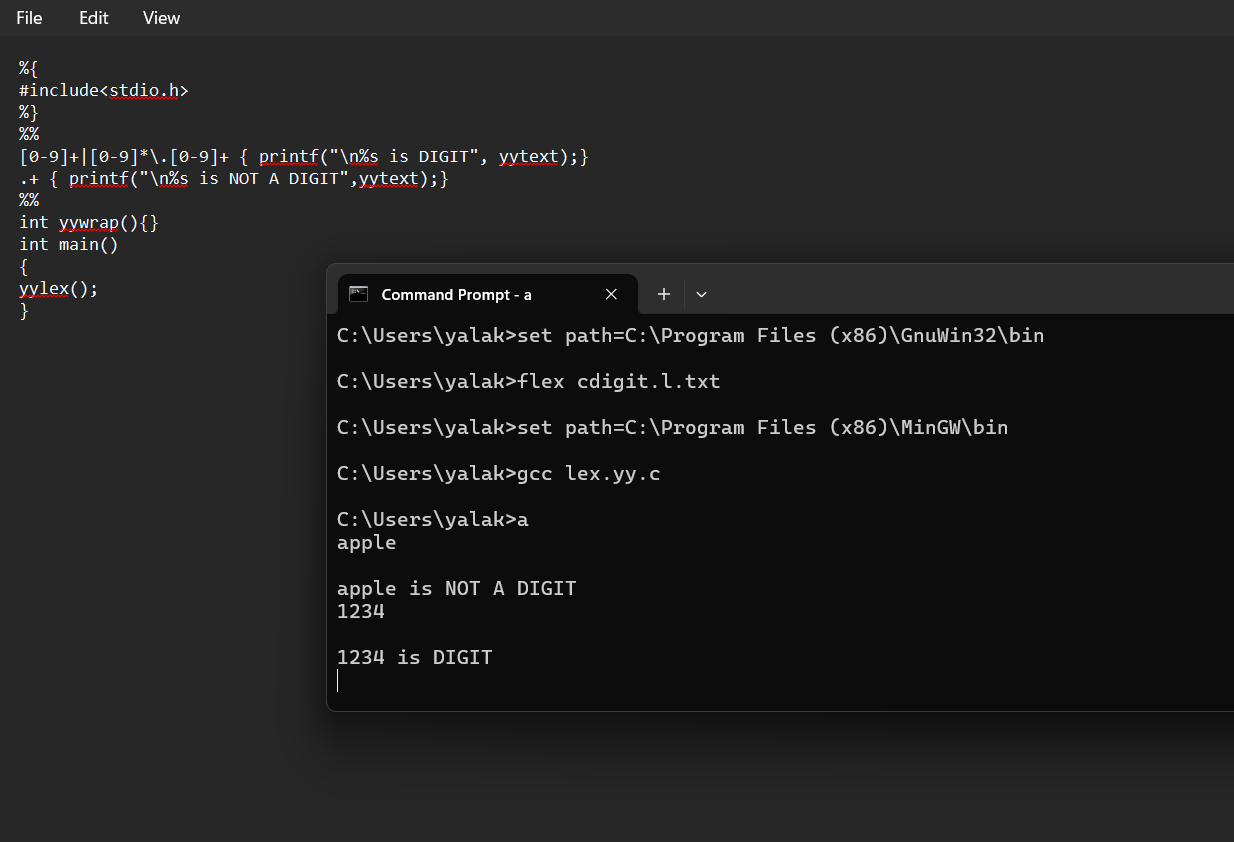 File Edit View
%{
#include<stdio.h>
%}
%%
[0-9]+|[0-9]*\.[0-9]+ { printf("\n%s is DIGIT", yytext);}
.+ { printf("\n%s is NOT A DIGIT",yytext);}
%%
int yywrap(){}
int main()
{
yylex();
}
Command Prompt - a
C:\Users\yalak>set path=C:\Program Files (x86)\GnuWin32\bin
C:\Users\yalak>flex cdigit.l.txt
C:\Users\yalak>set path=C:\Program Files (x86)\MinGW\bin
C:\Users\yalak>gcc lex.yy.c
C:\Users\yalak>a
apple
apple is NOT A DIGIT
1234
1234 is DIGIT